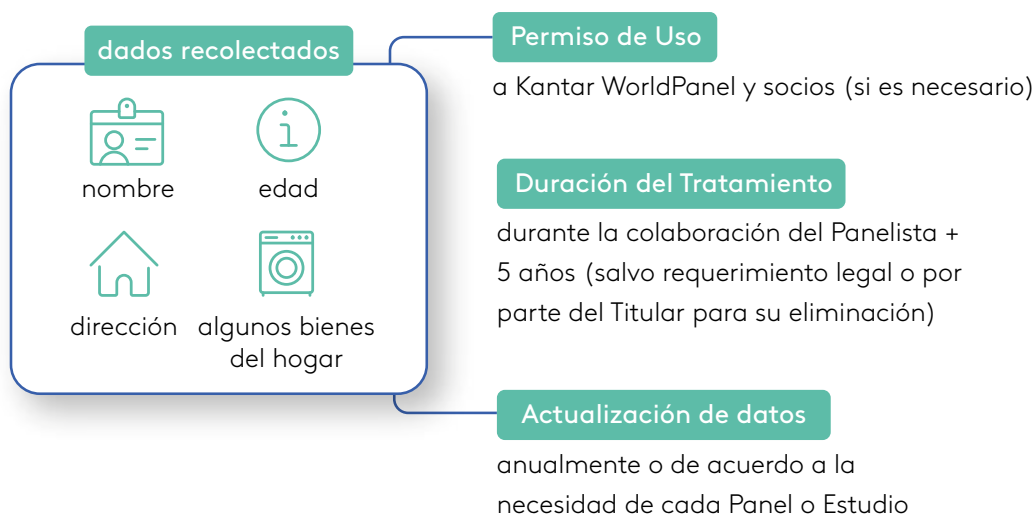 dados recolectados
nombre
edad
dirección
algunos bienes
del hogar
Permiso de Uso
a Kantar WorldPanel y socios (si es necesario)
Duración del Tratamiento
durante la colaboración del Panelista +
5 años (salvo requerimiento legal o por
parte del Titular para su eliminación)
Actualización de datos
anualmente o de acuerdo a la
necesidad de cada Panel o Estudio